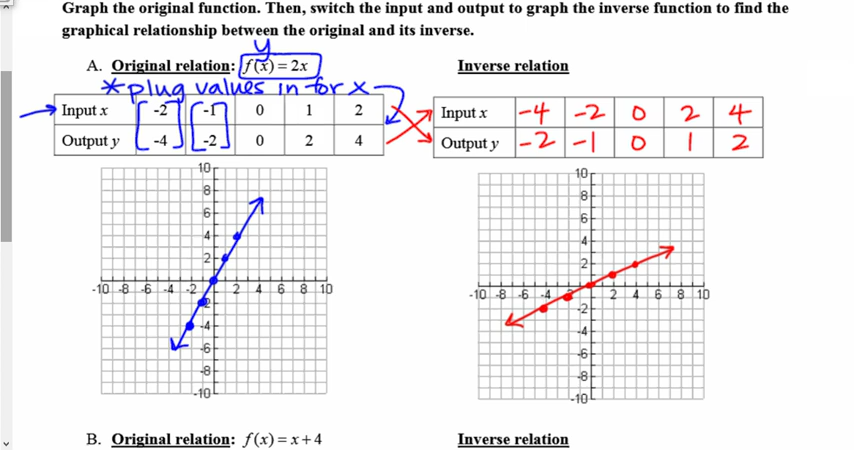 Graph the original function. Then, switch the input and output to graph the inverse function to find the
graphical relationship between the original and its inverse.
y
A. Original relation: f(x) = 2x
Inverse relation
*plug values in for x
Input x -2 -1 0 1 2
Output y -4 -2 0 2 4
Input x -4 -2 0 2 4
Output y -2 -1 0 1 2
10
8
6
4
2
-10 -8 -6 -4 -2 2 4 6 8 10
-2
-4
-6
-8
-10
10
8
6
4
2
-10 -8 -6 -4 2 4 6 8 10
-2
-4
-6
-8
-10
B. Original relation: f(x) = x + 4
Inverse relation